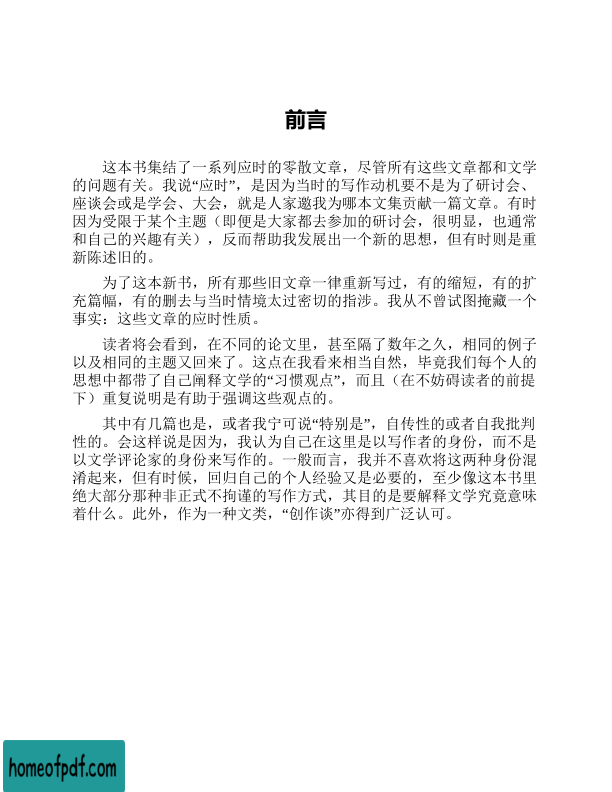 前言
这本书集结了一系列应时的零散文章，尽管所有这些文章都和文学
的问题有关。我说“应时”，是因为当时的写作动机要不是为了研讨会、
座谈会或是学会、大会，就是人家邀我为哪本文集贡献一篇文章。有时
因为受限于某个主题（即便是大家都去参加的研讨会，很明显，也通常
和自己的兴趣有关），反而帮助我发展出一个新的思想，但有时则是重
新陈述旧的。
为了这本新书，所有那些旧文章一律重新写过，有的缩短，有的扩
充篇幅，有的删去与当时情境太过密切的指涉。我从不曾试图掩藏一个
事实：这些文章的应时性质。
读者将会看到，在不同的论文里，甚至隔了数年之久，相同的例子
以及相同的主题又回来了。这点在我看来相当自然，毕竟我们每个人的
思想中都带了自己阐释文学的“习惯观点”，而且（在不妨碍读者的前提
下）重复说明是有助于强调这些观点的。
其中有几篇也是，或者我宁可说“特别是”，自传性的或者自我批判
性的。会这样说是因为，我认为自己在这里是以写作者的身份，而不是
以文学评论家的身份来写作的。一般而言，我并不喜欢将这两种身份混
淆起来，但有时候，回归自己的个人经验又是必要的，至少像这本书里
绝大部分那种非正式不拘谨的写作方式，其目的是要解释文学究竟意味
着什么。此外，作为一种文类，“创作谈”亦得到广泛认可。
homeofpdf.com